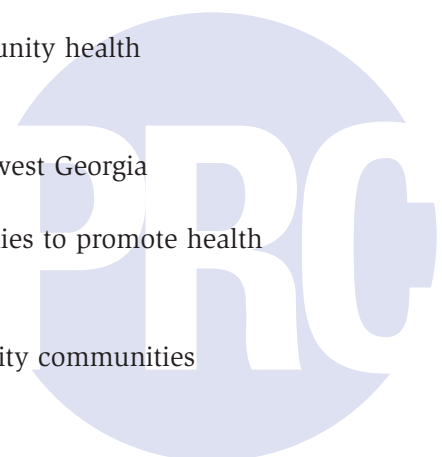 unity health
west Georgia
ies to promote health
ity communities
PRC